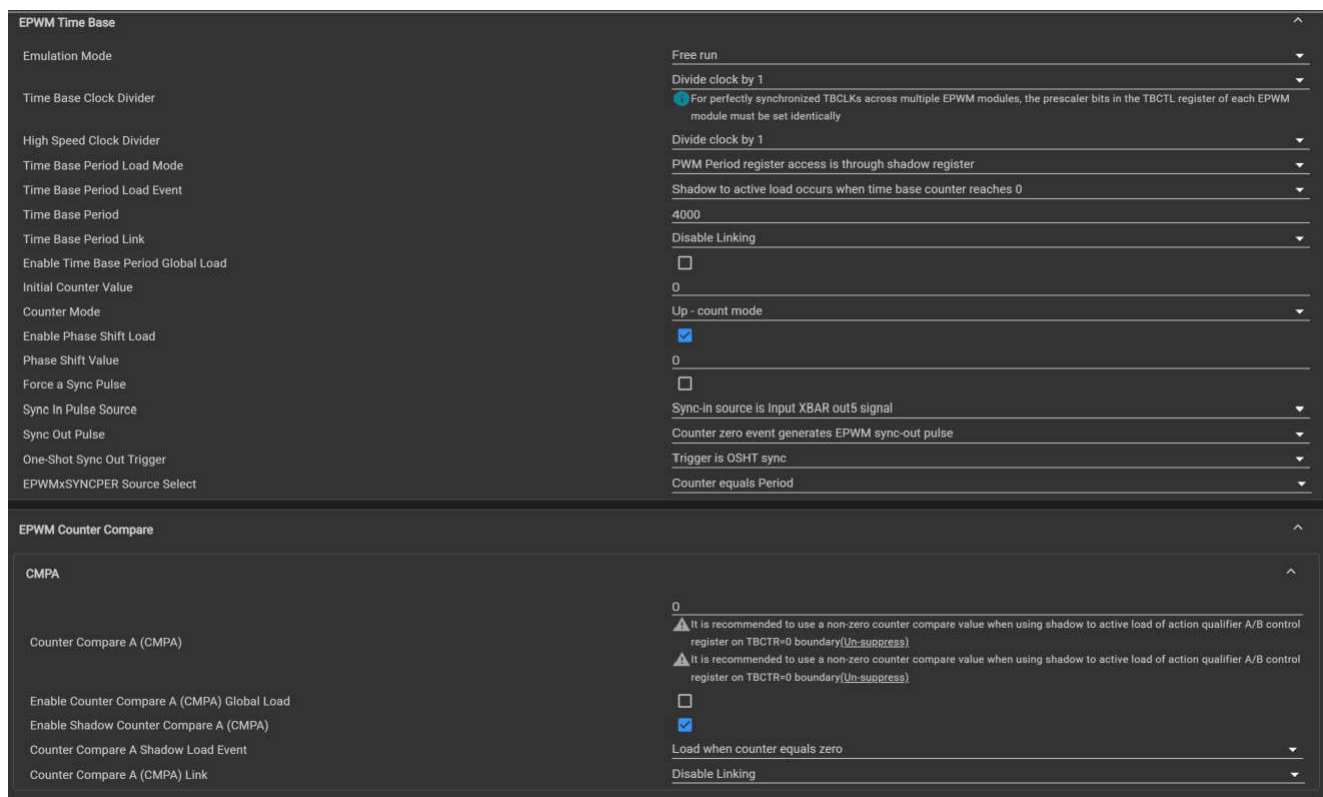 EPWM Time Base
Emulation Mode
Free run
Divide clock by 1
Time Base Clock Divider
For perfectly synchronized TBCLKs across multiple EPWM modules, the prescaler bits in the TBCTL register of each EPWM
module must be set identically
High Speed Clock Divider
Divide clock by 1
Time Base Period Load Mode
PWM Period register access is through shadow register
Time Base Period Load Event
Shadow to active load occurs when time base counter reaches 0
Time Base Period
4000
Time Base Period Link
Disable Linking
Enable Time Base Period Global Load
Initial Counter Value
0
Counter Mode
Up - count mode
Enable Phase Shift Load
Phase Shift Value
0
Force a Sync Pulse
Sync In Pulse Source
Sync-in source is Input XBAR out5 signal
Sync Out Pulse
Counter zero event generates EPWM sync-out pulse
One-Shot Sync Out Trigger
Trigger is OSHT sync
EPWMxSYNCPER Source Select
Counter equals Period
EPWM Counter Compare
CMPA
0
Counter Compare A (CMPA)
It is recommended to use a non-zero counter compare value when using shadow to active load of action qualifier A/B control
register on TBCTR=0 boundary(Un-suppress)
It is recommended to use a non-zero counter compare value when using shadow to active load of action qualifier A/B control
register on TBCTR=0 boundary(Un-suppress)
Enable Counter Compare A (CMPA) Global Load
Enable Shadow Counter Compare A (CMPA)
Counter Compare A Shadow Load Event
Load when counter equals zero
Counter Compare A (CMPA) Link
Disable Linking